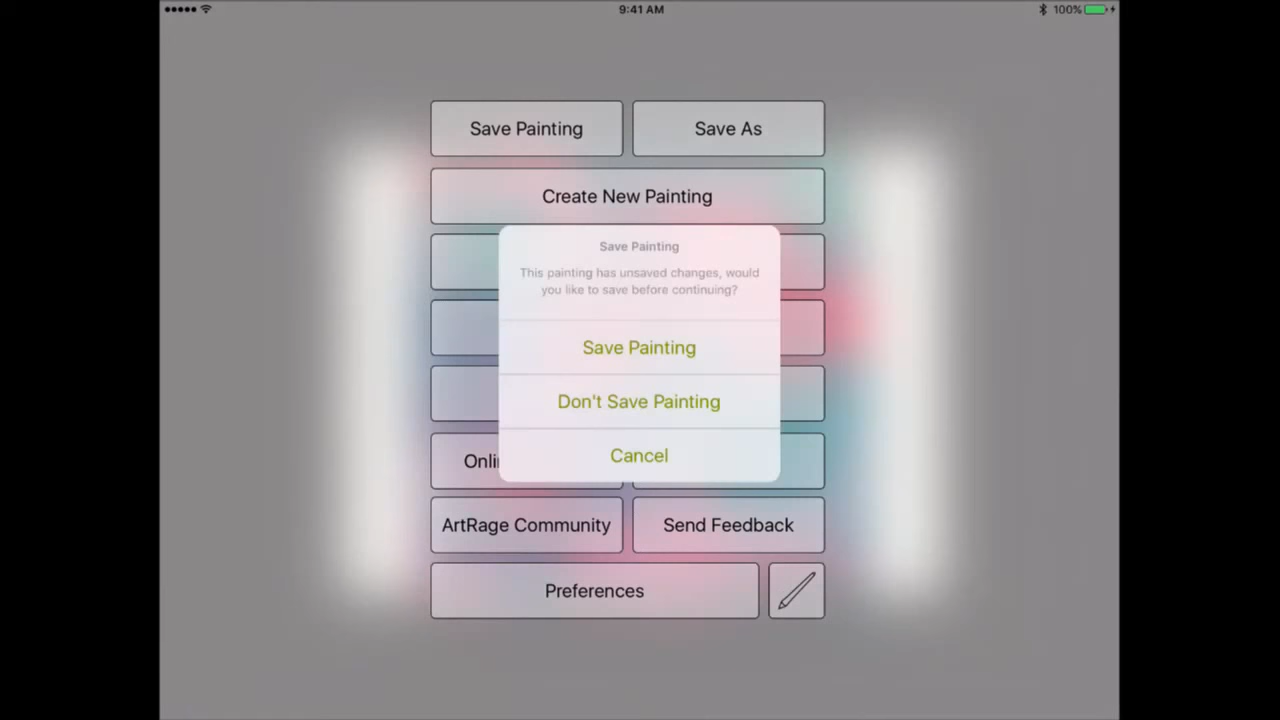 9:41 AM
100%
Save Painting
Save As
Create New Painting
Save Painting
This painting has unsaved changes, would
you like to save before continuing?
Save Painting
Don't Save Painting
Cancel
ArtRage Community
Send Feedback
Preferences